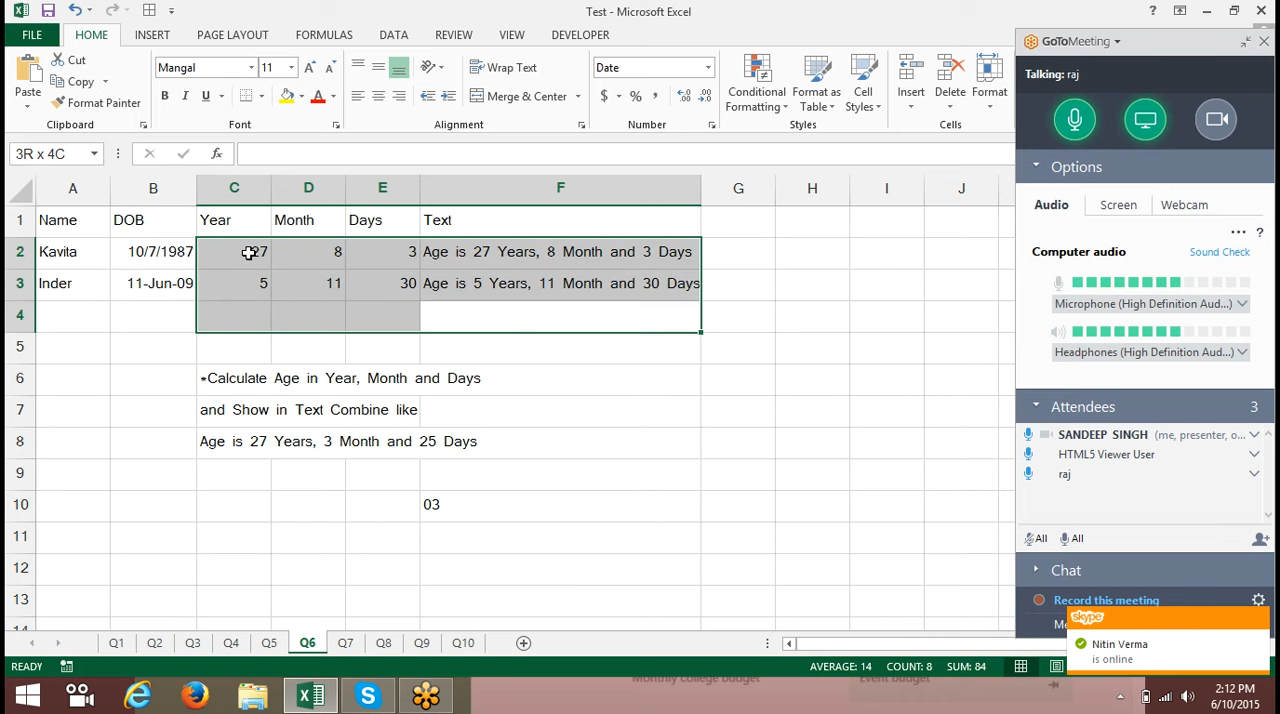 Test - Microsoft Excel
FILE HOME INSERT PAGE LAYOUT FORMULAS DATA REVIEW VIEW DEVELOPER
Paste
Cut
Copy
Format Painter
Clipboard
Mangal 11
B I U
Font
Wrap Text
Merge & Center
Alignment
Date
$ % ,
Number
Conditional Formatting
Format as Table
Cell Styles
Styles
Insert Delete Format
Cells
3R x 4C
A B C D E F G H I J
1 Name DOB Year Month Days Text
2 Kavita 10/7/1987 27 8 3 Age is 27 Years, 8 Month and 3 Days
3 Inder 11-Jun-09 5 11 30 Age is 5 Years, 11 Month and 30 Days
4
5
6 *Calculate Age in Year, Month and Days
7 and Show in Text Combine like
8 Age is 27 Years, 3 Month and 25 Days
9
10 03
11
12
13
Q1 Q2 Q3 Q4 Q5 Q6 Q7 Q8 Q9 Q10
READY AVERAGE: 14 COUNT: 8 SUM: 84
GoToMeeting
Talking: raj
Options
Audio Screen Webcam
Computer audio Sound Check
Microphone (High Definition Aud...)
Headphones (High Definition Aud...)
Attendees 3
SANDEEP SINGH (me, presenter, o...
HTML5 Viewer User
raj
All All
Chat
Record this meeting
skype
Nitin Verma
is online
Monthly college budget Event budget
2:12 PM
6/10/2015